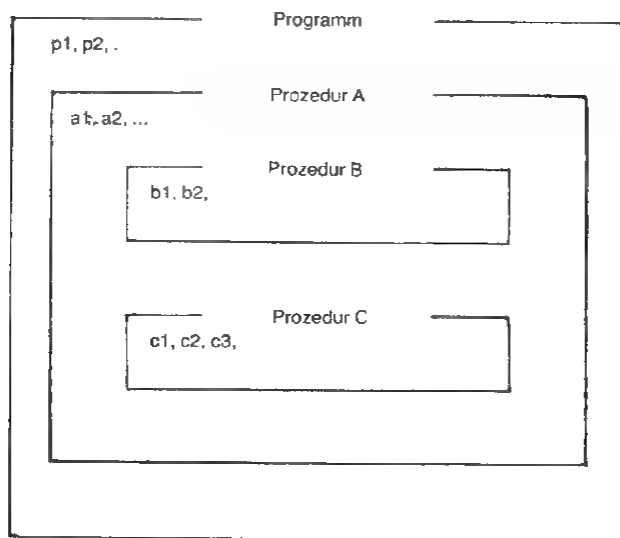 Programm
p1, p2, .
Prozedur A
a1, a2, ...
Prozedur B
b1, b2,
Prozedur C
c1, c2, c3,